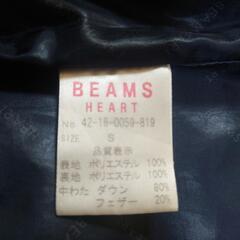 BEAMS
HEART
No. 42-18-0059-819
SIZE S
品質表示
表地 ポリエステル 100%
裏地 ポリエステル 100%
中わた ダウン 80%
フェザー 20%